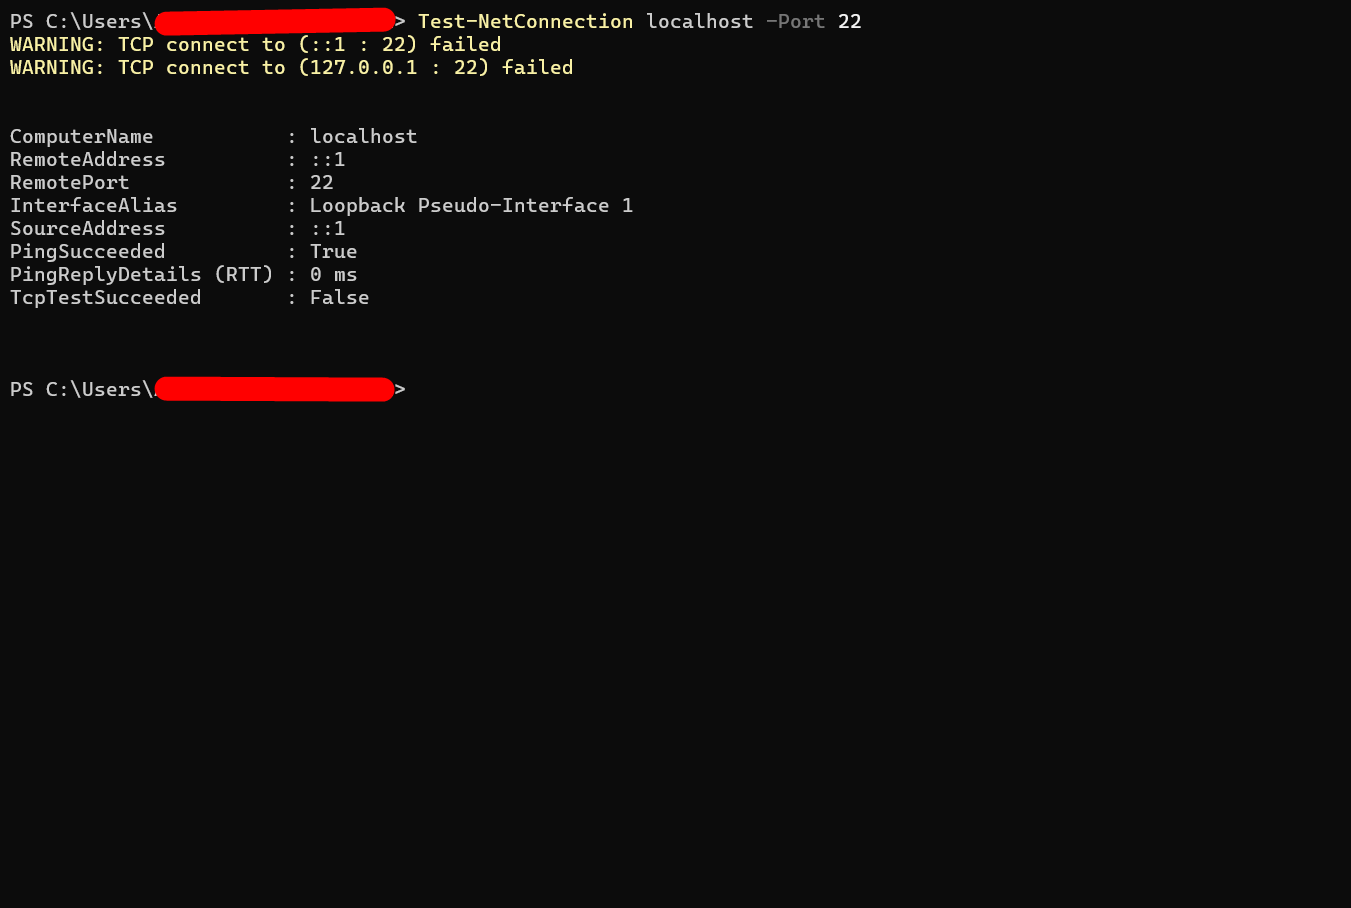 PS C:\Users\> Test-NetConnection localhost -Port 22
WARNING: TCP connect to (::1 : 22) failed
WARNING: TCP connect to (127.0.0.1 : 22) failed
ComputerName : localhost
RemoteAddress : ::1
RemotePort : 22
InterfaceAlias : Loopback Pseudo-Interface 1
SourceAddress : ::1
PingSucceeded : True
PingReplyDetails (RTT) : 0 ms
TcpTestSucceeded : False
PS C:\Users\>